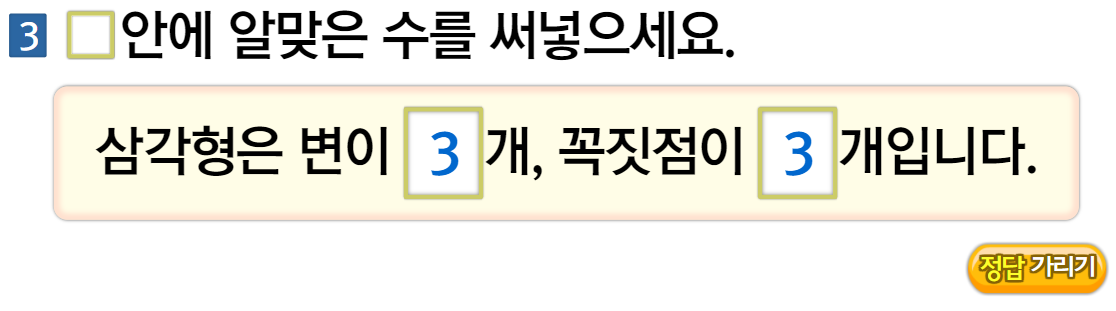 3 □안에 알맞은 수를 써넣으세요.
삼각형은 변이 3 개, 꼭짓점이 3 개입니다.
정답 가리기